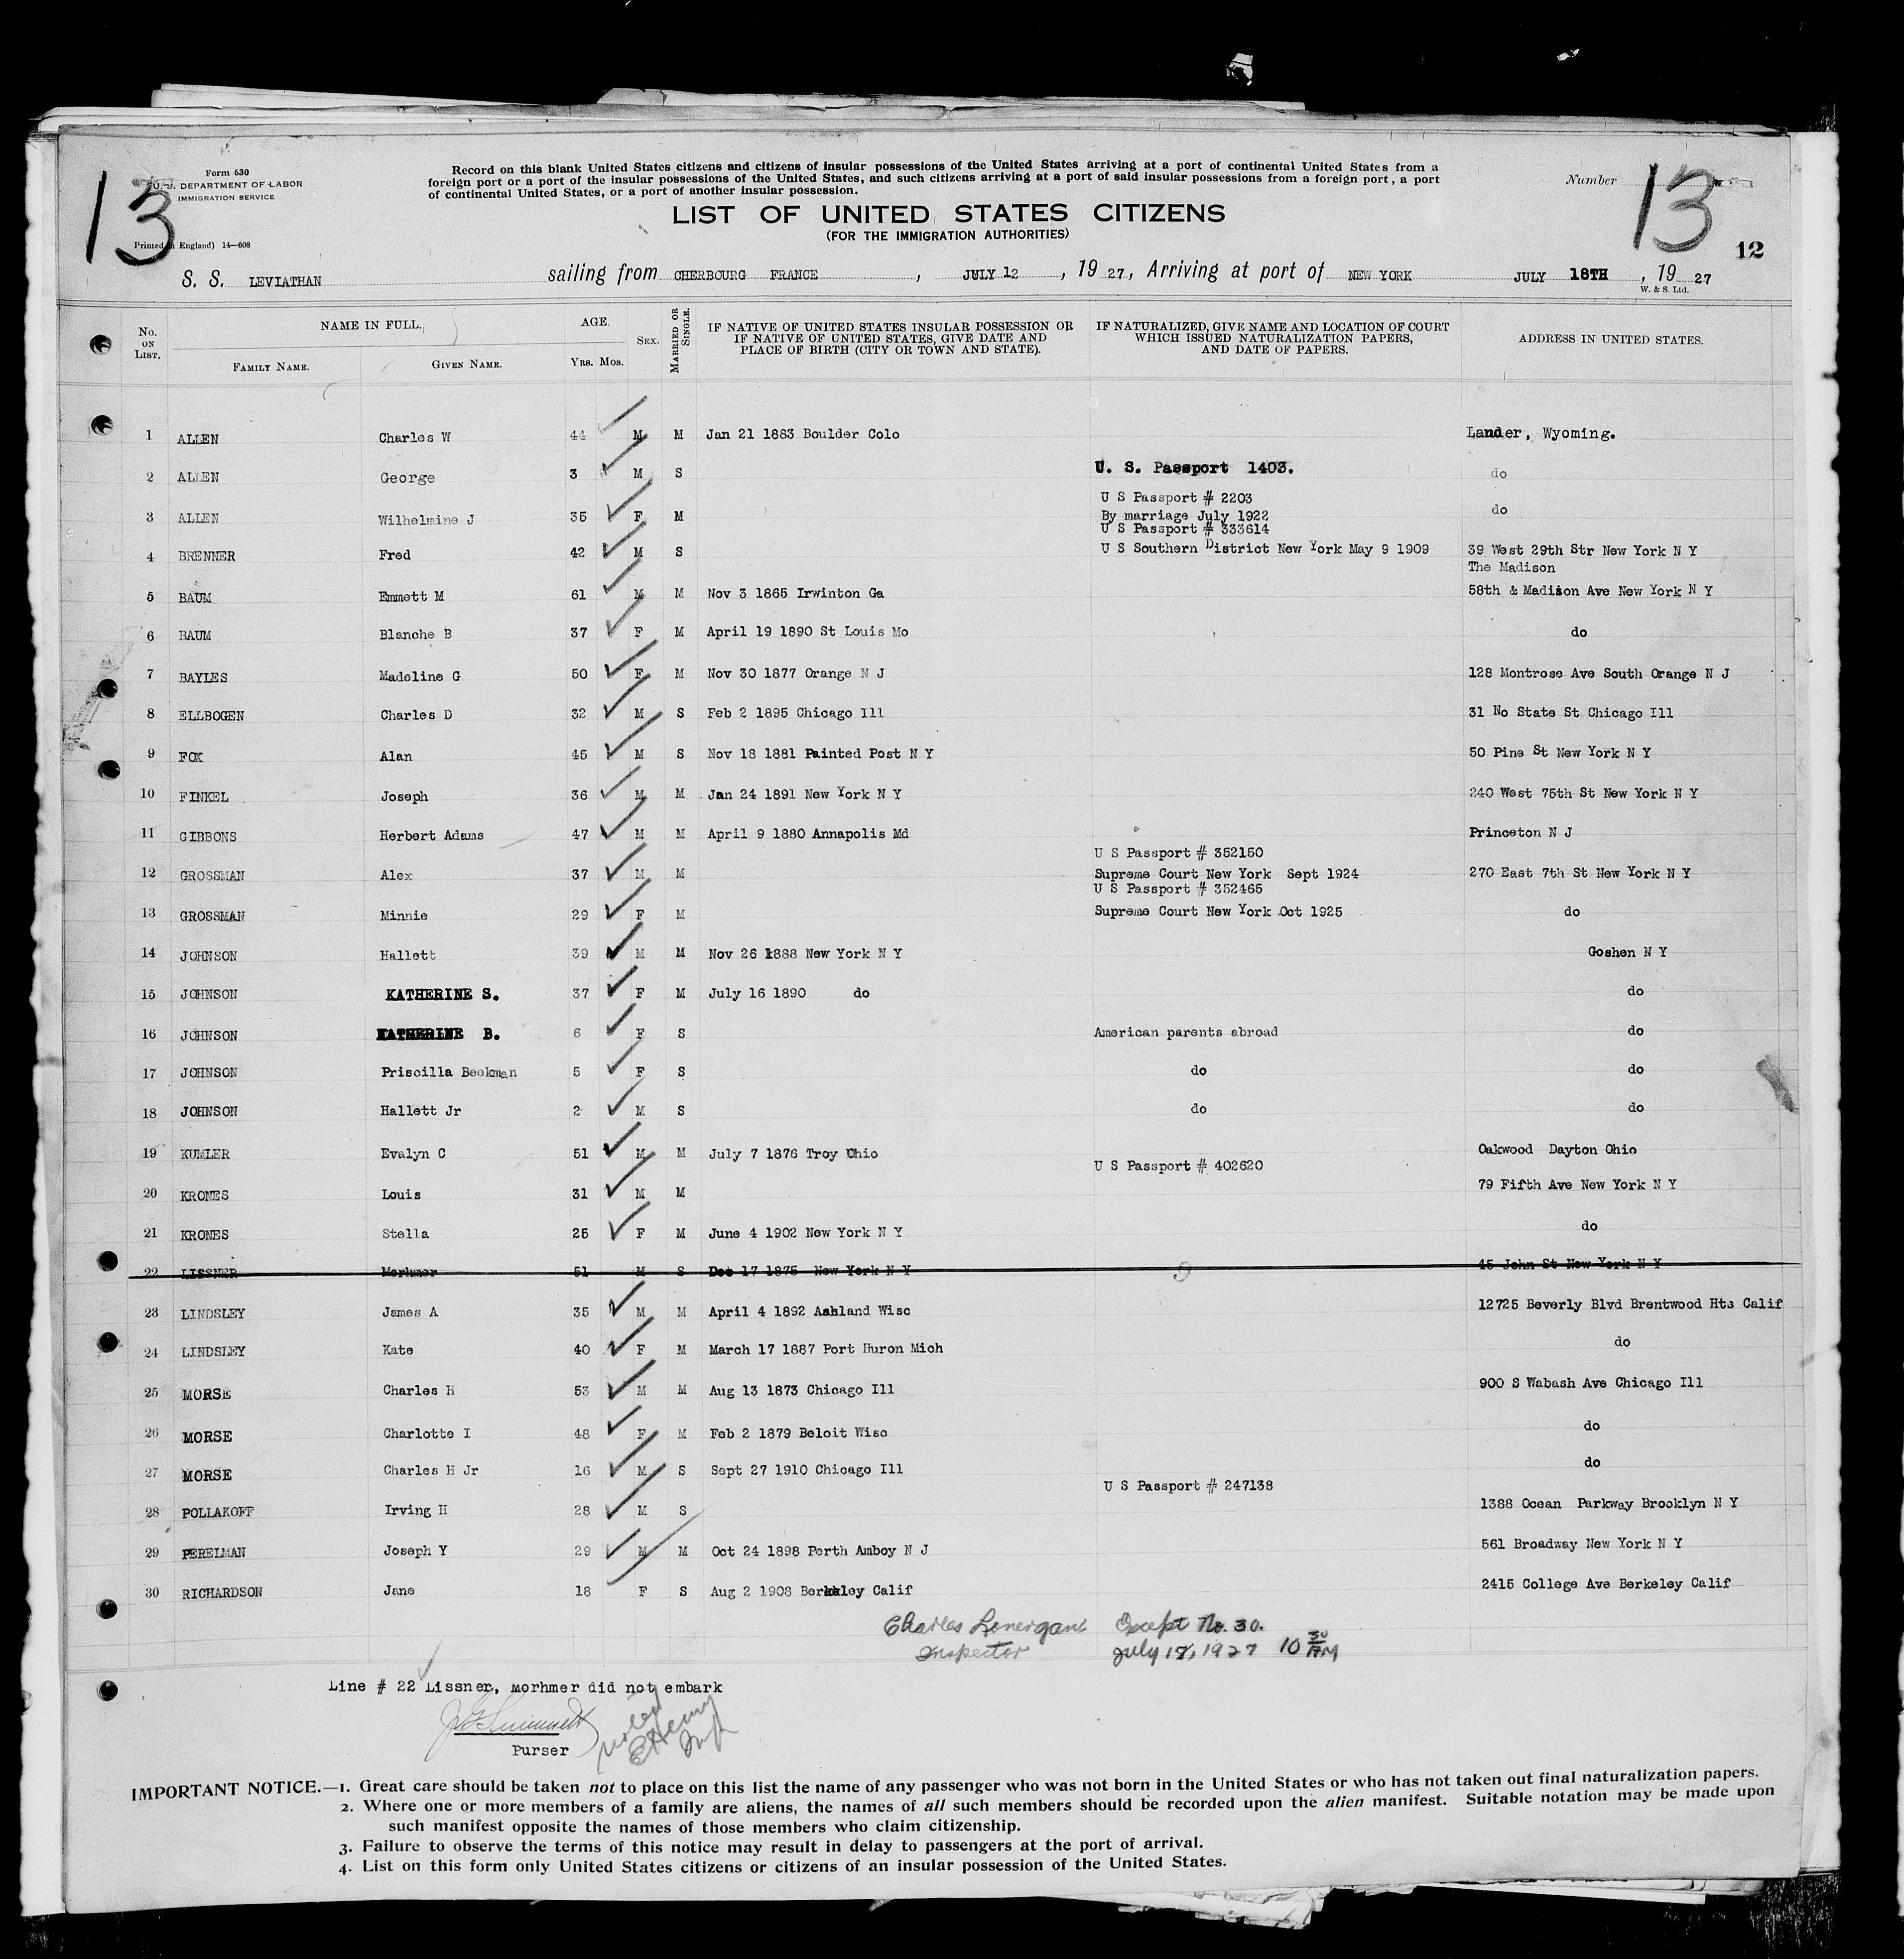 13
Form 630
U. S. DEPARTMENT OF LABOR
IMMIGRATION SERVICE
Printed in England) 14—608
Record on this blank United States citizens and citizens of insular possessions of the United States arriving at a port of continental United States from a
foreign port or a port of the insular possessions of the United States, and such citizens arriving at a port of said insular possessions from a foreign port, a port
of continental United States, or a port of another insular possession.
LIST OF UNITED STATES CITIZENS
(FOR THE IMMIGRATION AUTHORITIES)
Number 13
12
S. S. LEVIATHAN sailing from CHERBOURG FRANCE , JULY 12 , 19 27, Arriving at port of NEW YORK JULY 18TH , 19 27
W. & S. Ltd.
No. ON LIST.
NAME IN FULL.
FAMILY NAME.
GIVEN NAME.
AGE.
YRS. MOS.
SEX.
MARRIED OR SINGLE.
IF NATIVE OF UNITED STATES INSULAR POSSESSION OR
IF NATIVE OF UNITED STATES, GIVE DATE AND
PLACE OF BIRTH (CITY OR TOWN AND STATE).
IF NATURALIZED, GIVE NAME AND LOCATION OF COURT
WHICH ISSUED NATURALIZATION PAPERS,
AND DATE OF PAPERS.
ADDRESS IN UNITED STATES.
1 ALLEN Charles W 44 M M Jan 21 1883 Boulder Colo Lander, Wyoming.
U. S. Passport 1403.
2 ALLEN George 3 M S do
U S Passport # 2203
3 ALLEN Wilhelmine J 35 F M By marriage July 1922 do
U S Passport # 333614
4 BRENNER Fred 42 M S U S Southern District New York May 9 1909 39 West 29th Str New York N Y
The Madison
5 BAUM Emmett M 61 M M Nov 3 1865 Irwinton Ga 58th & Madison Ave New York N Y
6 BAUM Blanche B 37 F M April 19 1890 St Louis Mo do
7 BAYLES Madeline G 50 F M Nov 30 1877 Orange N J 128 Montrose Ave South Orange N J
8 ELLBOGEN Charles D 32 M S Feb 2 1895 Chicago Ill 31 No State St Chicago Ill
9 FOX Alan 45 M S Nov 18 1881 Painted Post N Y 50 Pine St New York N Y
10 FINKEL Joseph 36 M M Jan 24 1891 New York N Y 240 West 75th St New York N Y
11 GIBBONS Herbert Adams 47 M M April 9 1880 Annapolis Md Princeton N J
U S Passport # 352150
12 GROSSMAN Alex 37 M M Supreme Court New York Sept 1924 270 East 7th St New York N Y
U S Passport # 352465
13 GROSSMAN Minnie 29 F M Supreme Court New York Oct 1925 do
14 JOHNSON Hallett 39 M M Nov 26 1888 New York N Y Goshen N Y
15 JOHNSON KATHERINE S. 37 F M July 16 1890 do do
16 JOHNSON KATHERINE B. 6 F S American parents abroad do
17 JOHNSON Priscilla Beekman 5 F S do do
18 JOHNSON Hallett Jr 2 M S do do
19 KUMLER Evalyn C 51 M M July 7 1876 Troy Ohio Oakwood Dayton Ohio
U S Passport # 402620
20 KRONES Louis 31 M M 79 Fifth Ave New York N Y
21 KRONES Stella 25 F M June 4 1902 New York N Y do
22 LISSNER Morhmer 51 M S Dec 17 1875 New York N Y 45 John St New York N Y
23 LINDSLEY James A 35 M M April 4 1892 Ashland Wisc 12725 Beverly Blvd Brentwood Hts Calif
24 LINDSLEY Kate 40 F M March 17 1887 Port Huron Mich do
25 MORSE Charles H 53 M M Aug 13 1873 Chicago Ill 900 S Wabash Ave Chicago Ill
26 MORSE Charlotte I 48 F M Feb 2 1879 Beloit Wisc do
27 MORSE Charles H Jr 16 M S Sept 27 1910 Chicago Ill do
U S Passport # 247138
28 POLLAKOFF Irving H 28 M S 1388 Ocean Parkway Brooklyn N Y
29 PERELMAN Joseph Y 29 M M Oct 24 1898 Perth Amboy N J 561 Broadway New York N Y
30 RICHARDSON Jane 18 F S Aug 2 1908 Berkeley Calif 2415 College Ave Berkeley Calif
Charles Lonergan Except No. 30.
Inspector July 18, 1927 10 30 AM
Line # 22 Lissner, Morhmer did not embark
Purser
noted
IMPORTANT NOTICE.—1. Great care should be taken not to place on this list the name of any passenger who was not born in the United States or who has not taken out final naturalization papers.
2. Where one or more members of a family are aliens, the names of all such members should be recorded upon the alien manifest. Suitable notation may be made upon
such manifest opposite the names of those members who claim citizenship.
3. Failure to observe the terms of this notice may result in delay to passengers at the port of arrival.
4. List on this form only United States citizens or citizens of an insular possession of the United States.